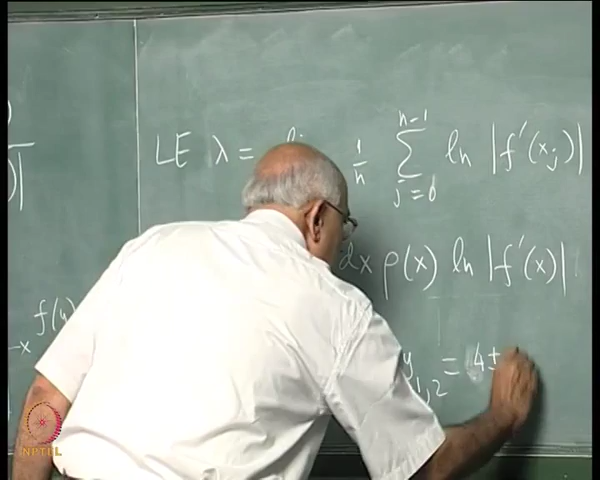 LE λ = 1/n Σ_{j=0}^{n-1} ln |f'(x_j)|
dx ρ(x) ln |f'(x)|
f(y)
-x
y_{1,2} = 4 ±
NPTEL